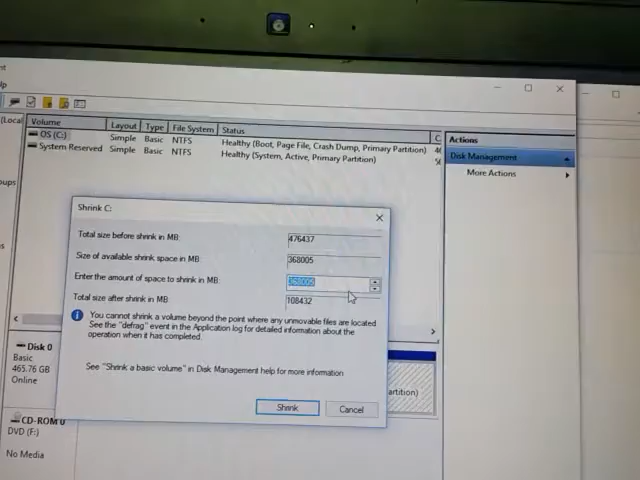 Volume Layout Type File System Status
OS (C:) Simple Basic NTFS Healthy (Boot, Page File, Crash Dump, Primary Partition)
System Reserved Simple Basic NTFS Healthy (System, Active, Primary Partition)
Actions
Disk Management
More Actions
Shrink C:
Total size before shrink in MB: 476437
Size of available shrink space in MB: 368005
Enter the amount of space to shrink in MB: 368005
Total size after shrink in MB: 108432
You cannot shrink a volume beyond the point where any unmovable files are located.
See the "defrag" event in the Application log for detailed information about the
operation when it has completed.
See "Shrink a basic volume" in Disk Management help for more information
Shrink Cancel
Disk 0
Basic
465.76 GB
Online
artition)
CD-ROM 0
DVD (F:)
No Media